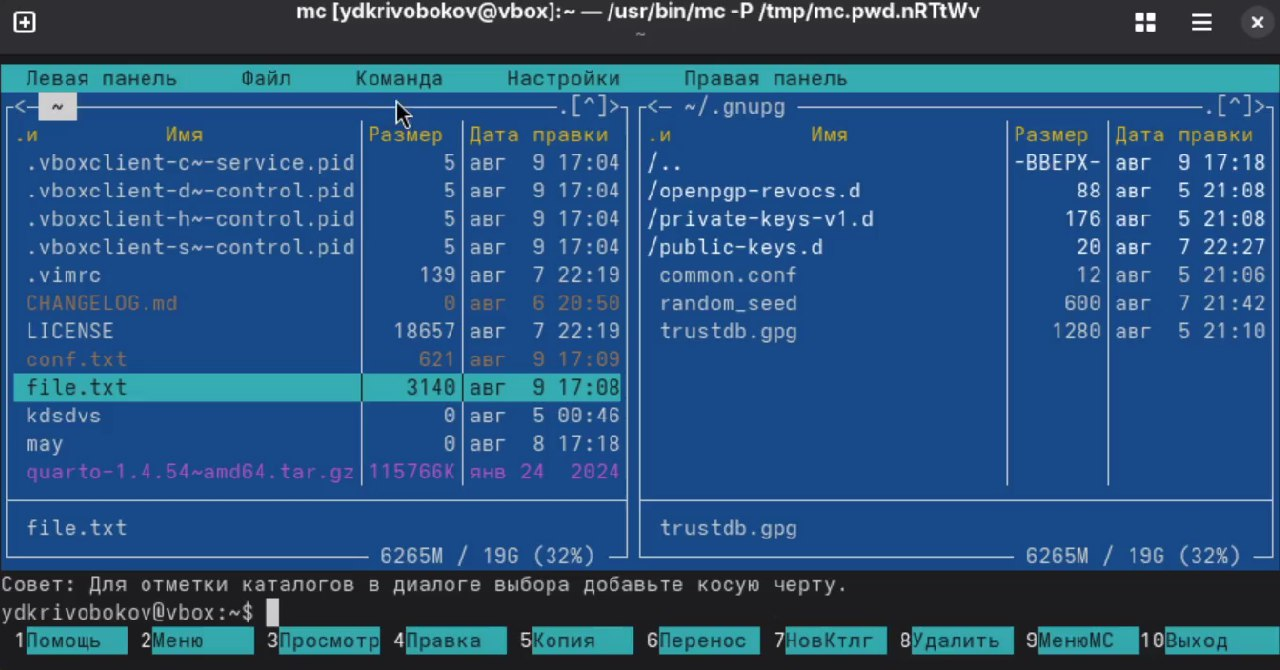 mc [ydkrivobokov@vbox]:~ — /usr/bin/mc -P /tmp/mc.pwd.nRTtWv
~
Левая панель Файл Команда Настройки Правая панель
<— ~ .[^]> <— ~/.gnupg .[^]>
.и Имя Размер Дата правки .и Имя Размер Дата правки
.vboxclient-c~-service.pid 5 авг 9 17:04 /.. -ВВЕРХ- авг 9 17:18
.vboxclient-d~-control.pid 5 авг 9 17:04 /openpgp-revocs.d 88 авг 5 21:08
.vboxclient-h~-control.pid 5 авг 9 17:04 /private-keys-v1.d 176 авг 5 21:08
.vboxclient-s~-control.pid 5 авг 9 17:04 /public-keys.d 20 авг 7 22:27
.vimrc 139 авг 7 22:19 common.conf 12 авг 5 21:06
CHANGELOG.md 0 авг 6 20:50 random_seed 600 авг 7 21:42
LICENSE 18657 авг 7 22:19 trustdb.gpg 1280 авг 5 21:10
conf.txt 621 авг 9 17:09
file.txt 3140 авг 9 17:08
kdsdvs 0 авг 5 00:46
may 0 авг 8 17:18
quarto-1.4.54~amd64.tar.gz 115766K янв 24 2024
file.txt trustdb.gpg
6265M / 19G (32%) 6265M / 19G (32%)
Совет: Для отметки каталогов в диалоге выбора добавьте косую черту.
ydkrivobokov@vbox:~$
1Помощь 2Меню 3Просмотр 4Правка 5Копия 6Перенос 7НовКтлг 8Удалить 9МенюМС 10Выход